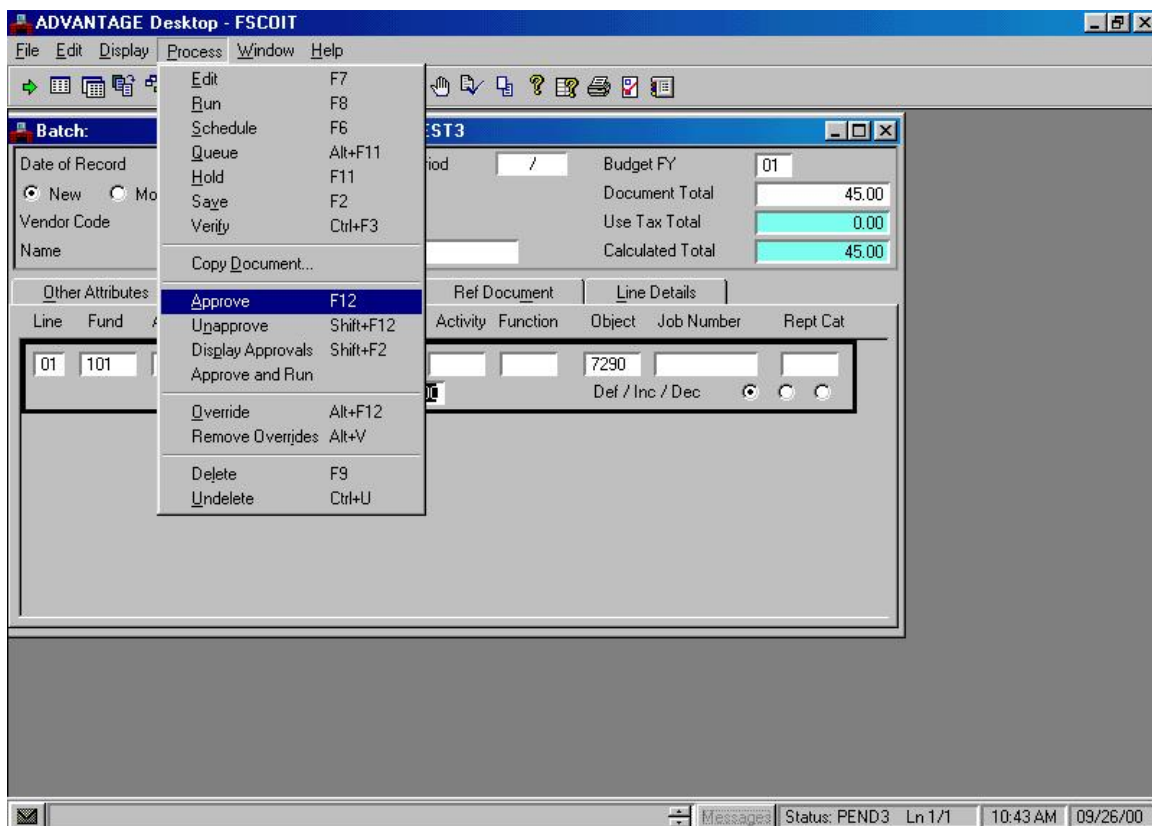 ADVANTAGE Desktop - FSCOIT
File Edit Display Process Window Help
Batch: EST3
Date of Record iod / Budget FY 01
New Mo Document Total 45.00
Vendor Code Use Tax Total 0.00
Name Calculated Total 45.00
Edit F7
Run F8
Schedule F6
Queue Alt+F11
Hold F11
Save F2
Verify Ctrl+F3
Copy Document...
Approve F12
Unapprove Shift+F12
Display Approvals Shift+F2
Approve and Run
Override Alt+F12
Remove Overrides Alt+V
Delete F9
Undelete Ctrl+U
Other Attributes Ref Document Line Details
Line Fund Activity Function Object Job Number Rept Cat
01 101 7290
Def / Inc / Dec
Messages Status: PEND3 Ln 1/1 10:43 AM 09/26/00